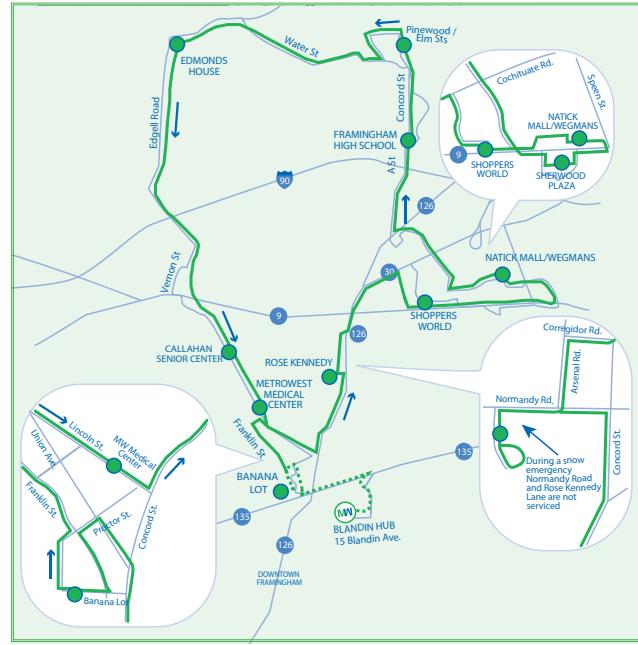 Pinewood /
Elm Sts
Water St
EDMONDS
HOUSE
Concord St
Edgell Road
FRAMINGHAM
HIGH SCHOOL
A St
90
126
Cochituate Rd.
Speen St.
NATICK
MALL/WEGMANS
9
SHOPPERS
WORLD
SHERWOOD
PLAZA
Vernon St
30
NATICK MALL/WEGMANS
SHOPPERS
WORLD
9
126
CALLAHAN
SENIOR CENTER
ROSE KENNEDY
METROWEST
MEDICAL
CENTER
Franklin St.
BANANA
LOT
135
135
126
MW
BLANDIN HUB
15 Blandin Ave.
DOWNTOWN
FRAMINGHAM
Corregidor Rd.
Arsenal Rd.
Normandy Rd.
Concord St.
During a snow
emergency
Normandy Road
and Rose Kennedy
Lane are not
serviced
Lincoln St.
MW Medical
Center
Union Ave.
Franklin St.
Proctor St.
Concord St.
Banana Lot